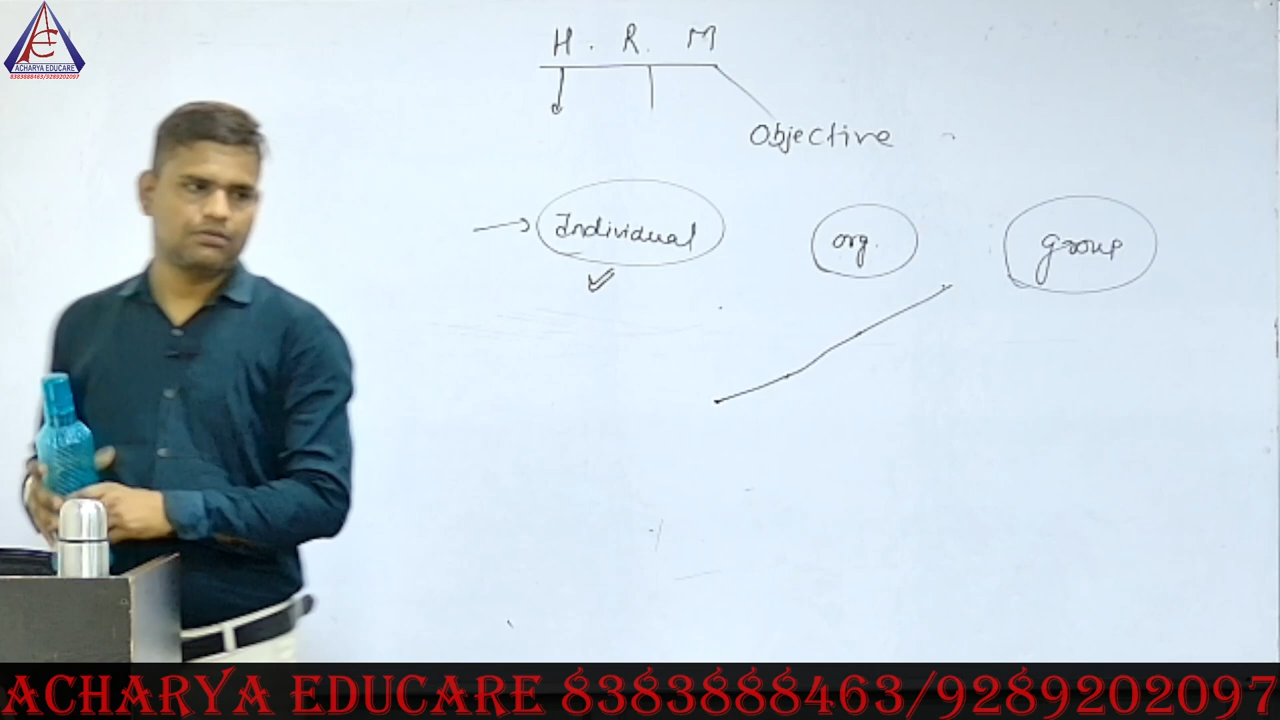 ACHARYA EDUCARE
8383888463/9289202097
H. R. M
Objective
Individual org. group
ACHARYA EDUCARE 8383888463/9289202097